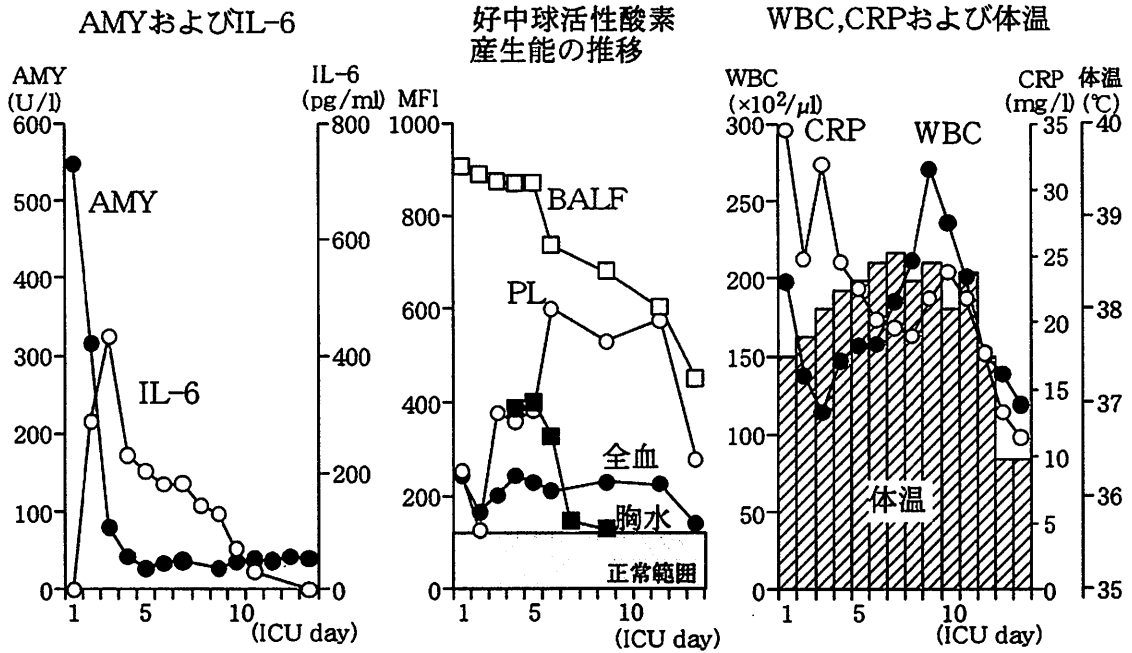 AMYおよびIL-6
AMY
(U/l)
IL-6
(pg/ml)
600
500
400
300
200
100
0
800
600
400
200
0
AMY
IL-6
1
5
10
(ICU day)
好中球活性酸素
産生能の推移
MFI
1000
800
600
400
200
0
BALF
PL
全血
胸水
正常範囲
1
5
10
(ICU day)
WBC,CRPおよび体温
WBC
(×10²/μl)
CRP
(mg/l)
体温
(℃)
300
250
200
150
100
50
0
35
30
25
20
15
10
5
0
40
39
38
37
36
35
CRP
WBC
体温
1
5
10
(ICU day)